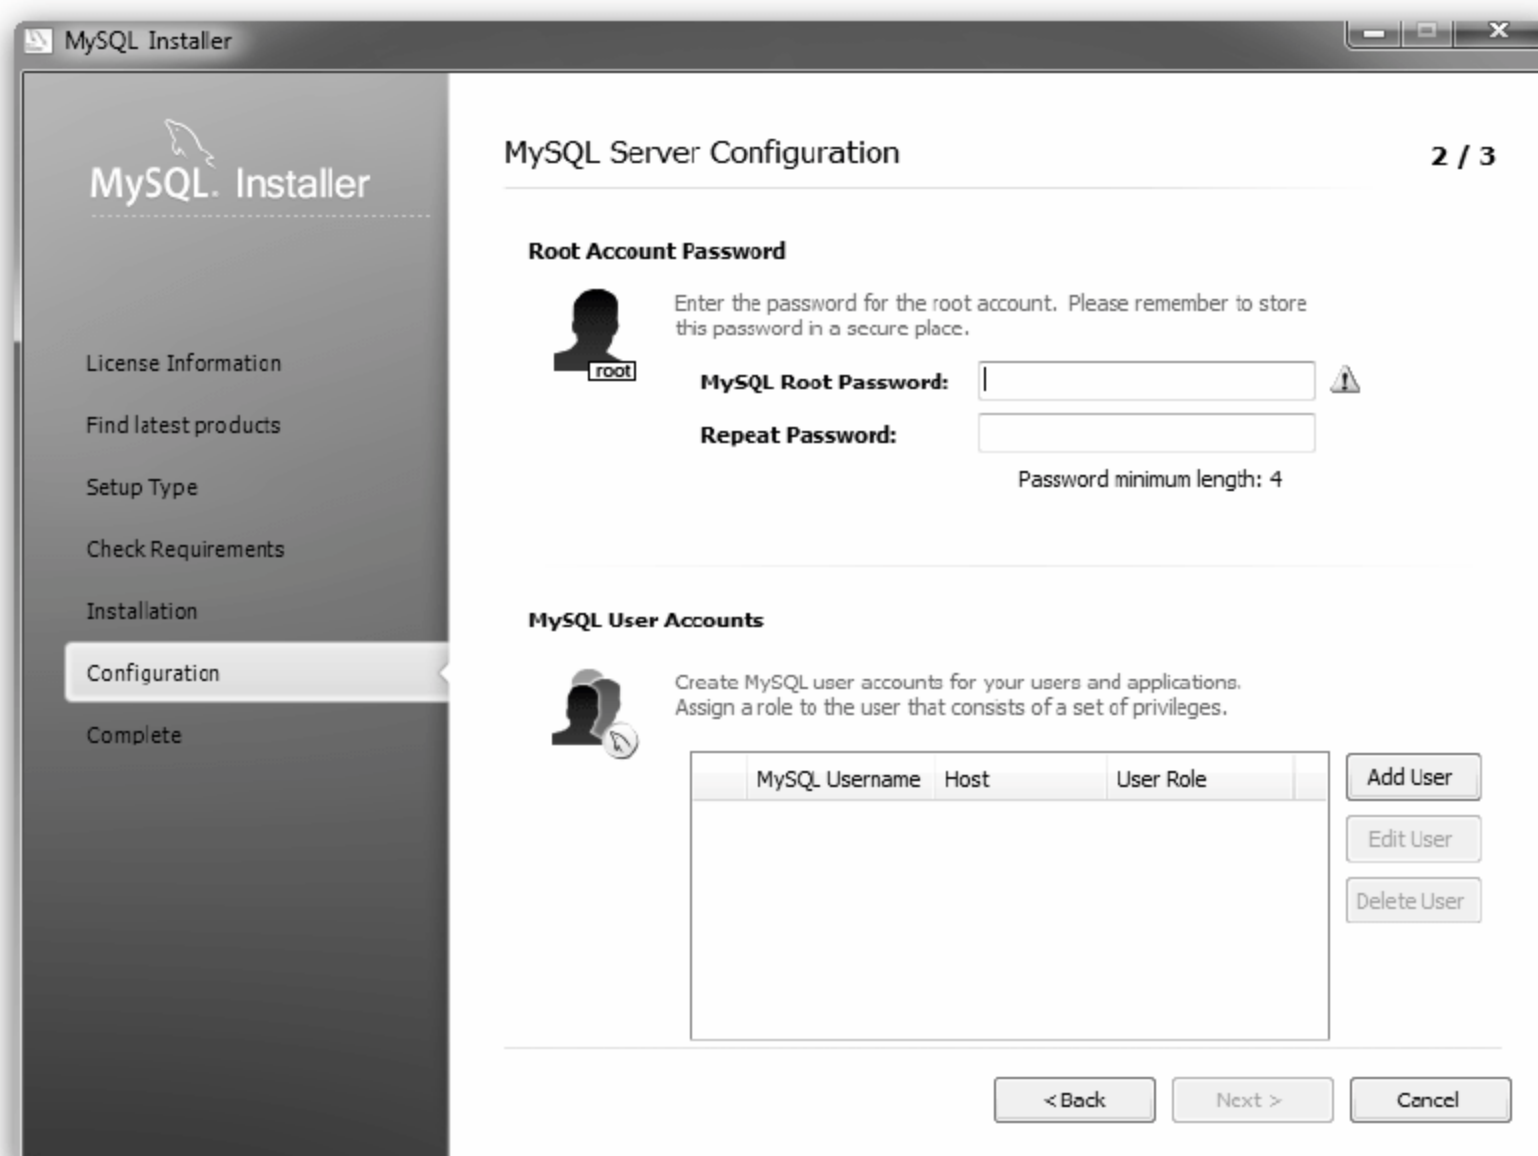 MySQL Installer
MySQL. Installer
License Information
Find latest products
Setup Type
Check Requirements
Installation
Configuration
Complete
MySQL Server Configuration
2 / 3
Root Account Password
Enter the password for the root account. Please remember to store
this password in a secure place.
root
MySQL Root Password:
Repeat Password:
Password minimum length: 4
MySQL User Accounts
Create MySQL user accounts for your users and applications.
Assign a role to the user that consists of a set of privileges.
MySQL Username Host User Role
Add User
Edit User
Delete User
< Back Next > Cancel